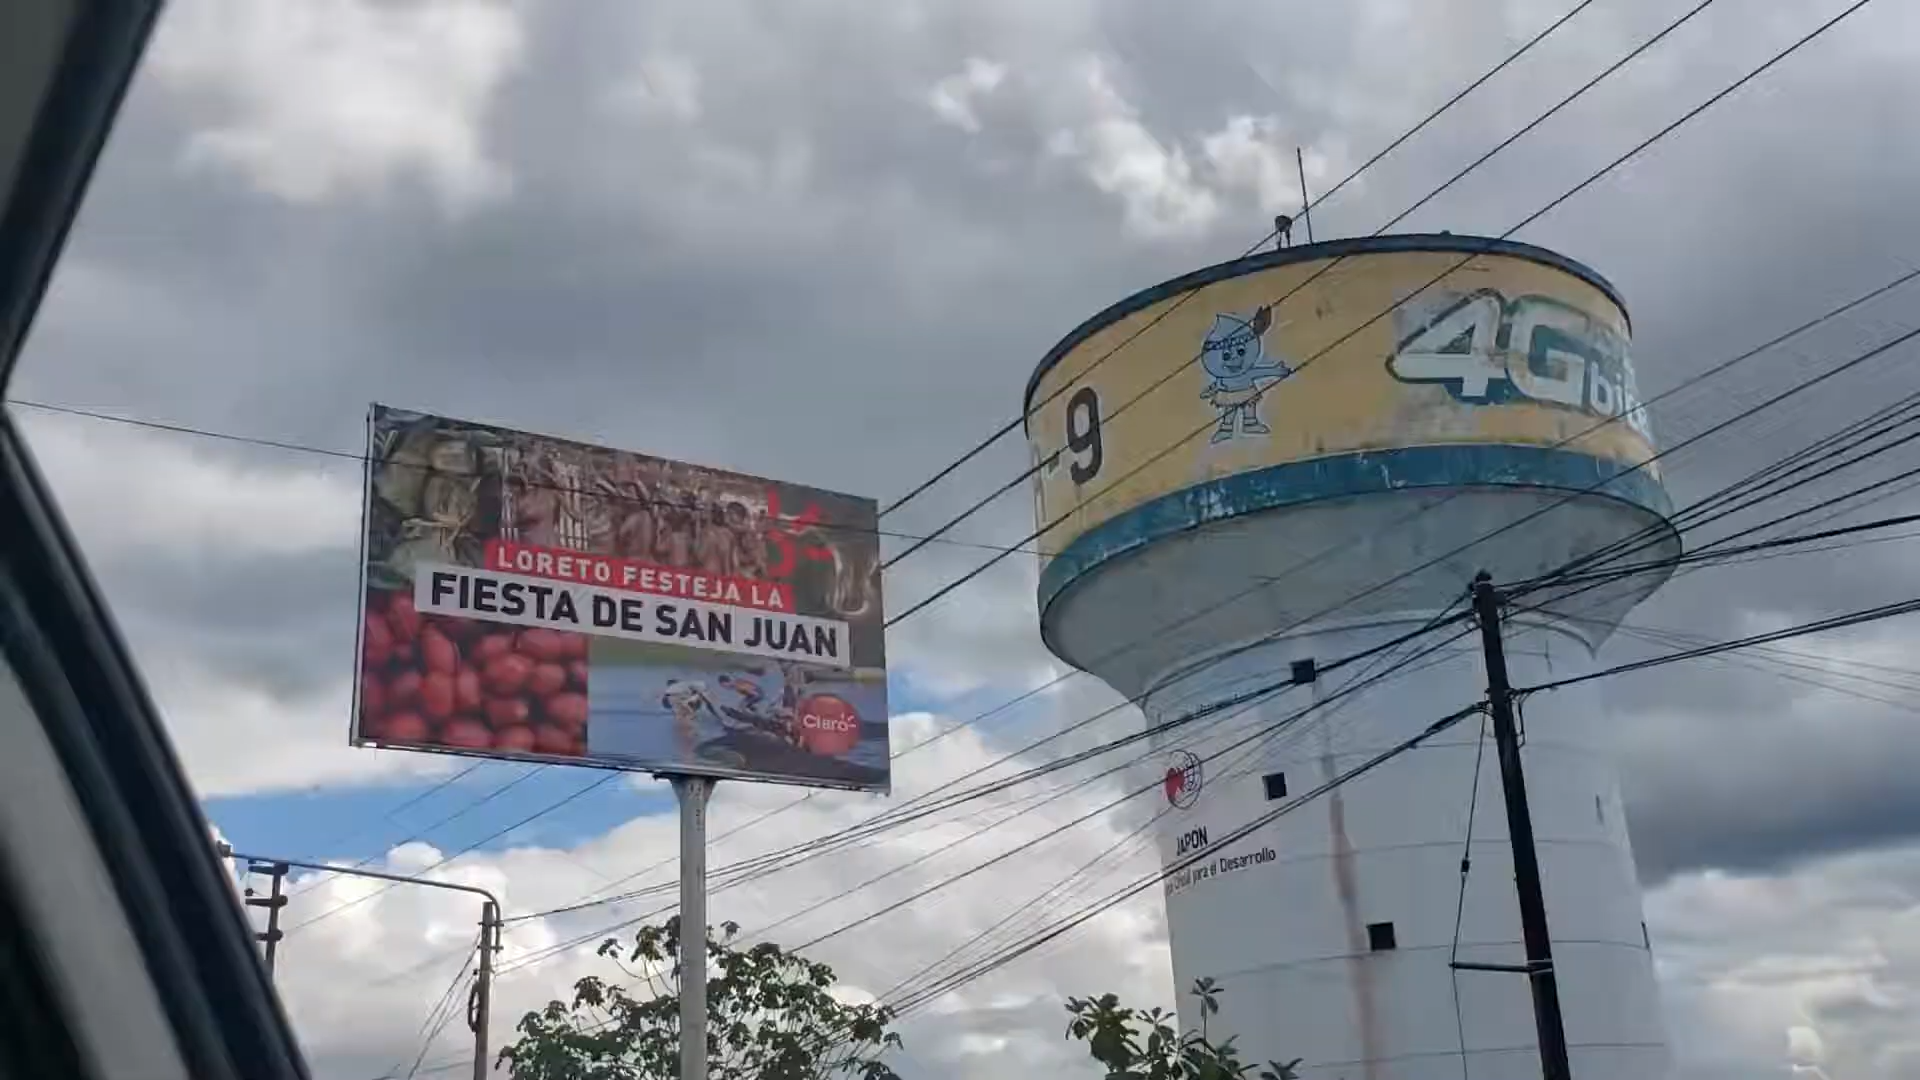 LORETO FESTEJA LA
FIESTA DE SAN JUAN
Claro
-9
4G
JAPÓN
para el Desarrollo